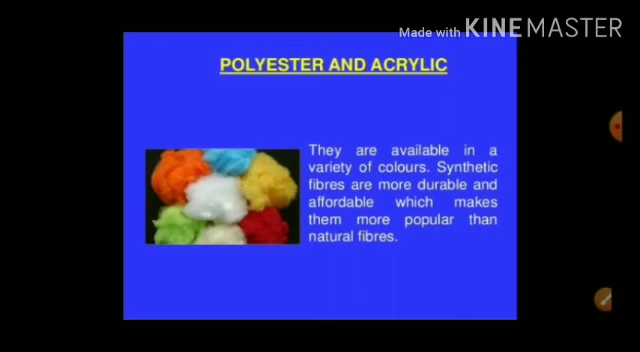 Made with KINEMASTER
POLYESTER AND ACRYLIC
They are available in a
variety of colours. Synthetic
fibres are more durable and
affordable which makes
them more popular than
natural fibres.